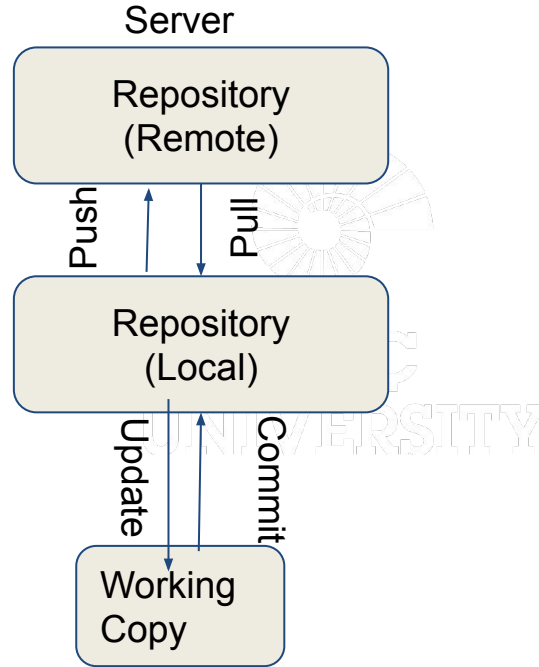 Server
Repository
(Remote)
Push
Pull
Repository
(Local)
Update
Commit
Working
Copy